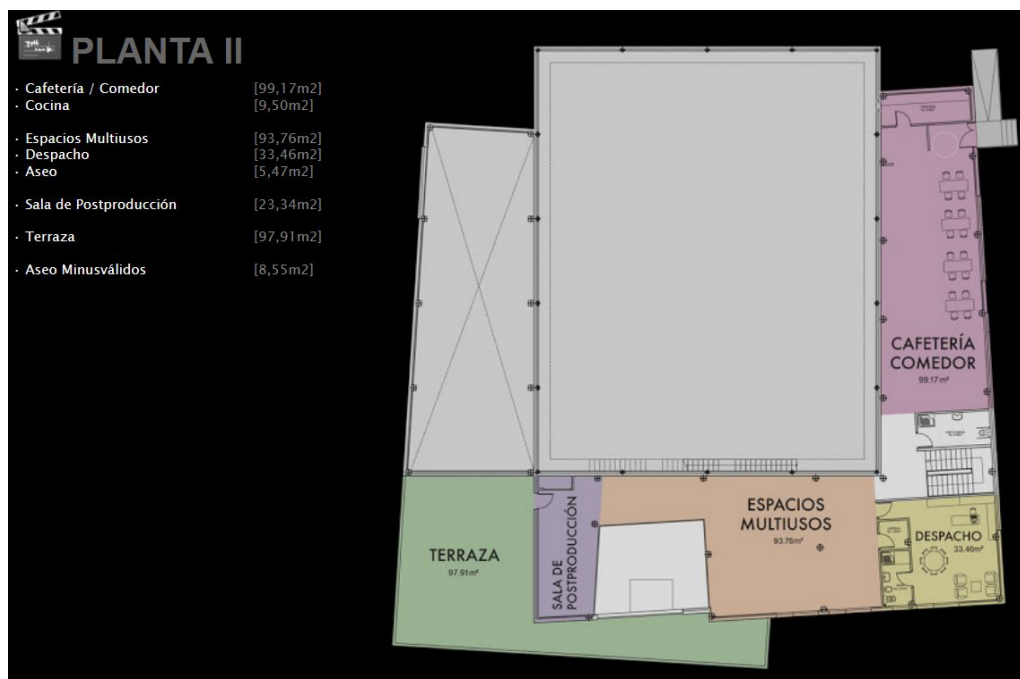 PLANTA II
· Cafetería / Comedor [99,17m2]
· Cocina [9,50m2]
· Espacios Multiusos [93,76m2]
· Despacho [33,46m2]
· Aseo [5,47m2]
· Sala de Postproducción [23,34m2]
· Terraza [97,91m2]
· Aseo Minusválidos [8,55m2]
CAFETERÍA
COMEDOR
99.17 m²
ESPACIOS
MULTIUSOS
93.76m²
DESPACHO
33.46m²
SALA DE
POSTPRODUCCIÓN
TERRAZA
97.91m²